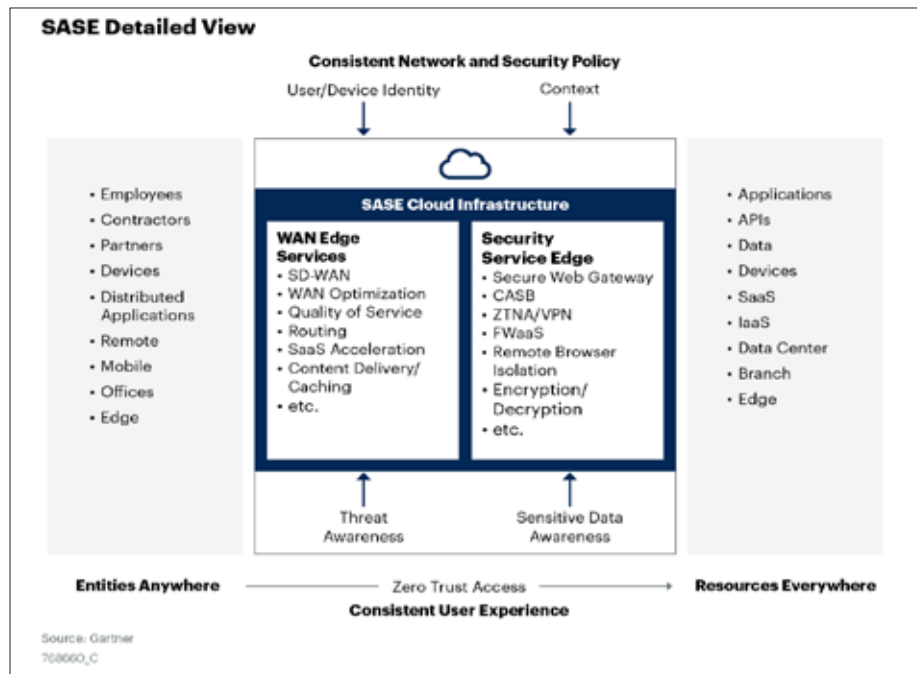 SASE Detailed View
Consistent Network and Security Policy
User/Device Identity
Context
• Employees
• Contractors
• Partners
• Devices
• Distributed
Applications
• Remote
• Mobile
• Offices
• Edge
SASE Cloud Infrastructure
WAN Edge
Services
• SD-WAN
• WAN Optimization
• Quality of Service
• Routing
• SaaS Acceleration
• Content Delivery/
Caching
• etc.
Security
Service Edge
• Secure Web Gateway
• CASB
• ZTNA/VPN
• FWaaS
• Remote Browser
Isolation
• Encryption/
Decryption
• etc.
• Applications
• APIs
• Data
• Devices
• SaaS
• IaaS
• Data Center
• Branch
• Edge
Threat
Awareness
Sensitive Data
Awareness
Entities Anywhere
Zero Trust Access
Resources Everywhere
Consistent User Experience
Source: Gartner
768660_C